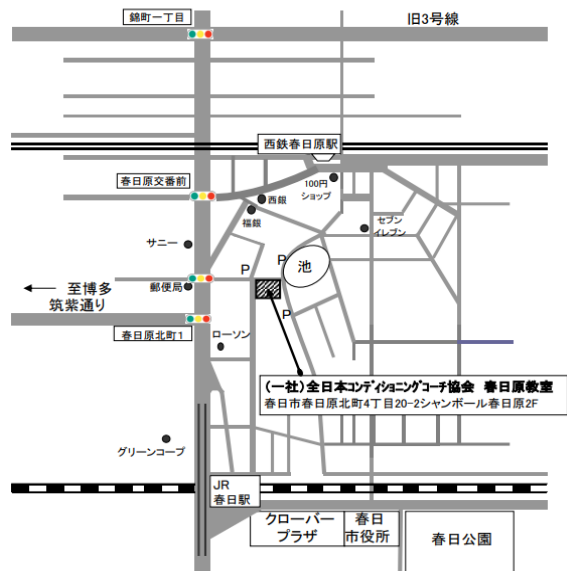 錦町一丁目
旧3号線
西鉄春日原駅
春日原交番前
100円
ショップ
西銀
福銀
セブン
イレブン
サニー
P
池
P
← 至博多
筑紫通り
郵便局
P
春日原北町1
ローソン
(一社)全日本コンディショニングコーチ協会 春日原教室
春日市春日原北町4丁目20-2シャンボール春日原2F
グリーンコープ
JR
春日駅
クローバー
プラザ
春日
市役所
春日公園